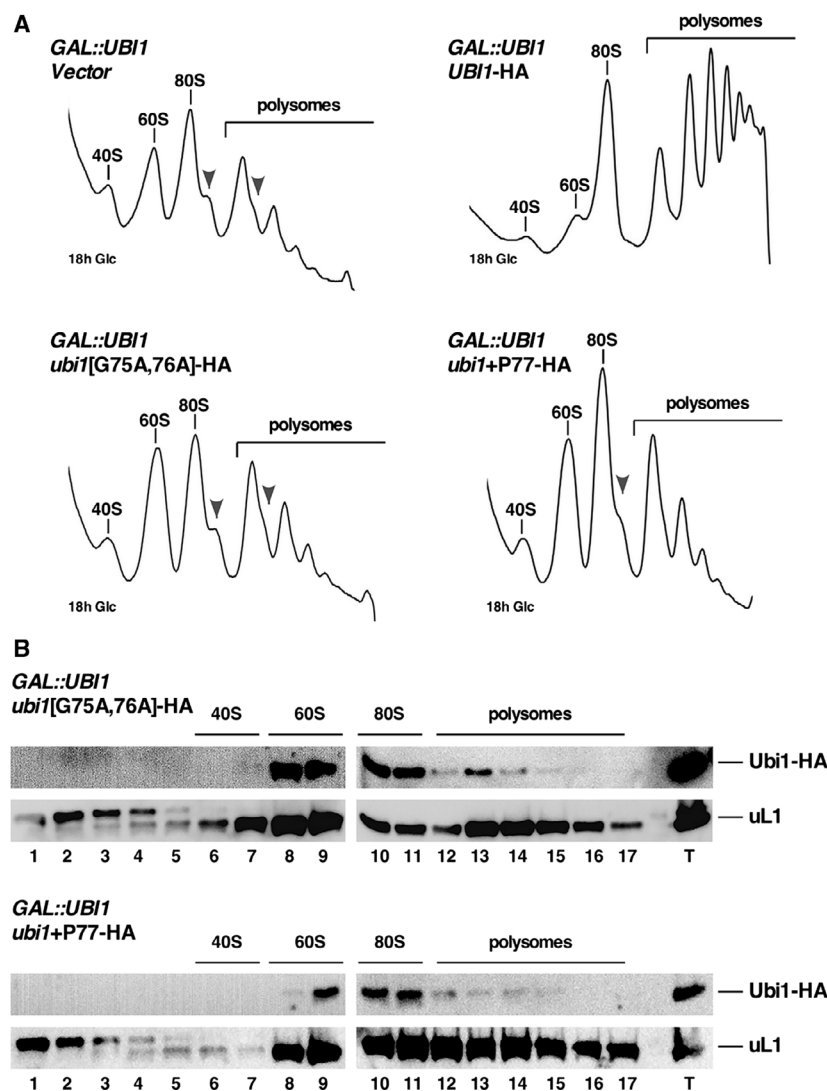 A
GAL::UBI1
Vector
40S
60S
80S
polysomes
18h Glc
GAL::UBI1
UBI1-HA
40S
60S
80S
polysomes
18h Glc
GAL::UBI1
ubi1[G75A,76A]-HA
40S
60S
80S
polysomes
18h Glc
GAL::UBI1
ubi1+P77-HA
40S
60S
80S
polysomes
18h Glc
B
GAL::UBI1
ubi1[G75A,76A]-HA
40S 60S 80S polysomes
Ubi1-HA
uL1
1 2 3 4 5 6 7 8 9 10 11 12 13 14 15 16 17 T
GAL::UBI1
ubi1+P77-HA
40S 60S 80S polysomes
Ubi1-HA
uL1
1 2 3 4 5 6 7 8 9 10 11 12 13 14 15 16 17 T